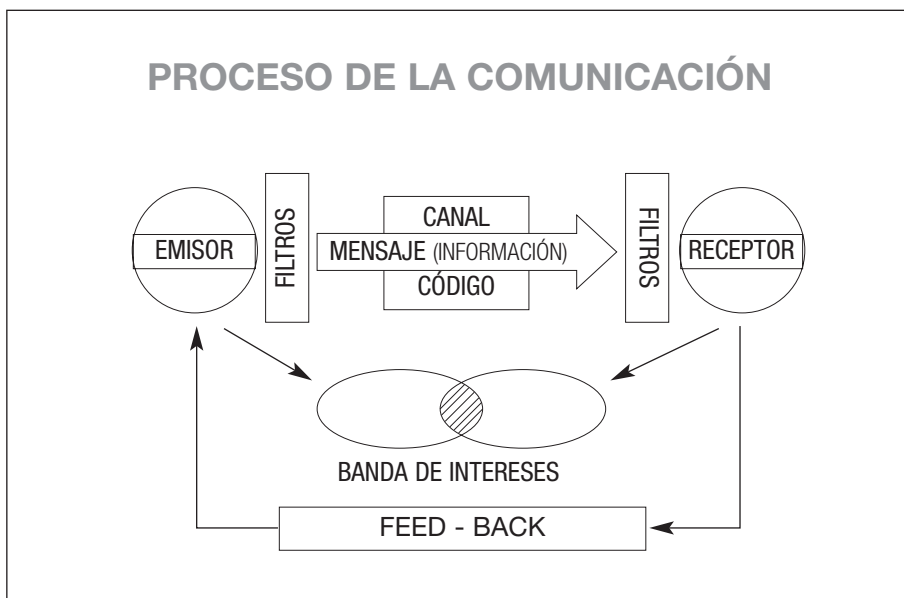 PROCESO DE LA COMUNICACIÓN
EMISOR
FILTROS
CANAL
MENSAJE (INFORMACIÓN)
CÓDIGO
FILTROS
RECEPTOR
BANDA DE INTERESES
FEED - BACK